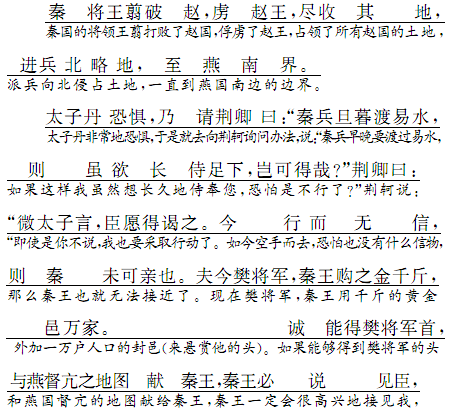 秦 将王翦破 赵,虏 赵王,尽收 其 地,
秦国的将领王翦打败了赵国,俘虏了赵王,占领了所有赵国的土地,
进兵北略地, 至 燕南界。
派兵向北侵占土地,一直到燕国南边的边界。
太子丹恐惧,乃 请荆卿曰:“秦兵旦暮渡易水,
太子丹非常地恐惧,于是就去向荆轲询问办法,说:“秦兵早晚要渡过易水,
则 虽欲长 侍足下,岂可得哉?”荆卿曰:
如果这样我虽然想长久地侍奉您,恐怕是不行了?”荆轲说:
“微太子言,臣愿得谒之。今 行而无信,
“即使是你不说,我也要采取行动了。如今空手而去,恐怕也没有什么信物,
则秦 未可亲也。夫今樊将军,秦王购之金千斤,
那么秦王也就无法接近了。现在樊将军,秦王用千斤的黄金
邑万家。 诚 能得樊将军首,
外加一万户人口的封邑(来悬赏他的头)。如果能够得到樊将军的头
与燕督亢之地图 献 秦王,秦王必 说 见臣,
和燕国督亢的地图献给秦王,秦王一定会很高兴地接见我,